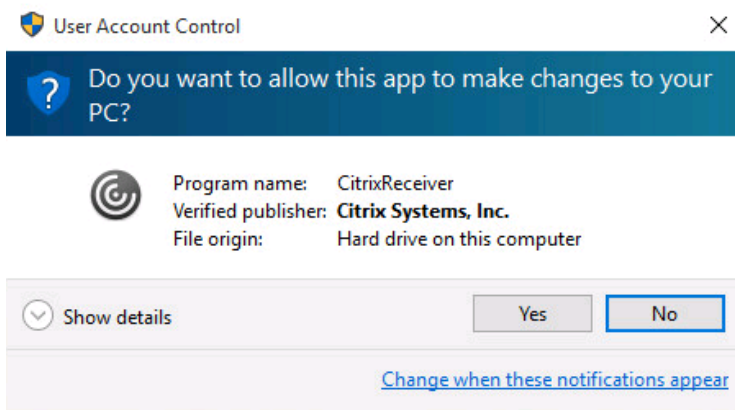 User Account Control
Do you want to allow this app to make changes to your
PC?
Program name: CitrixReceiver
Verified publisher: Citrix Systems, Inc.
File origin: Hard drive on this computer
Show details Yes No
Change when these notifications appear